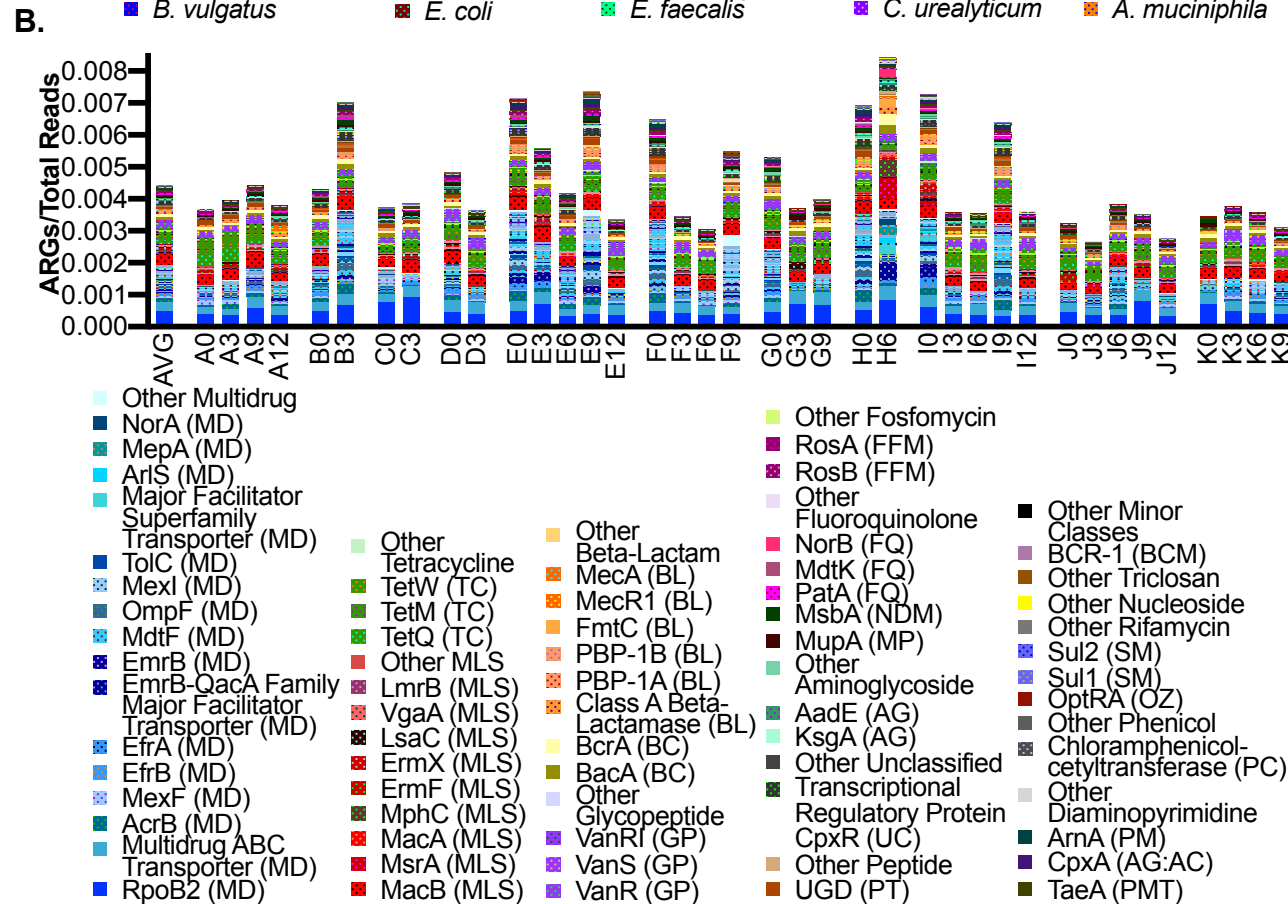 B. vulgatus
E. coli
E. faecalis
C. urealyticum
A. muciniphila
B.
ARGs/Total Reads
0.008
0.007
0.006
0.005
0.004
0.003
0.002
0.001
0.000
AVG
A0
A3
A9
A12
B0
B3
C0
C3
D0
D3
E0
E3
E6
E9
E12
F0
F3
F6
F9
G0
G3
G9
H0
H6
I0
I3
I6
I9
I12
J0
J3
J6
J9
J12
K0
K3
K6
K9
Other Multidrug
NorA (MD)
MepA (MD)
ArlS (MD)
Major Facilitator
Superfamily
Transporter (MD)
TolC (MD)
MexI (MD)
OmpF (MD)
MdtF (MD)
EmrB (MD)
EmrB-QacA Family
Major Facilitator
Transporter (MD)
EfrA (MD)
EfrB (MD)
MexF (MD)
AcrB (MD)
Multidrug ABC
Transporter (MD)
RpoB2 (MD)
Other
Tetracycline
TetW (TC)
TetM (TC)
TetQ (TC)
Other MLS
LmrB (MLS)
VgaA (MLS)
LsaC (MLS)
ErmX (MLS)
ErmF (MLS)
MphC (MLS)
MacA (MLS)
MsrA (MLS)
MacB (MLS)
Other
Beta-Lactam
MecA (BL)
MecR1 (BL)
FmtC (BL)
PBP-1B (BL)
PBP-1A (BL)
Class A Beta-
Lactamase (BL)
BcrA (BC)
BacA (BC)
Other
Glycopeptide
VanRI (GP)
VanS (GP)
VanR (GP)
Other Fosfomycin
RosA (FFM)
RosB (FFM)
Other
Fluoroquinolone
NorB (FQ)
MdtK (FQ)
PatA (FQ)
MsbA (NDM)
MupA (MP)
Other
Aminoglycoside
AadE (AG)
KsgA (AG)
Other Unclassified
Transcriptional
Regulatory Protein
CpxR (UC)
Other Peptide
UGD (PT)
Other Minor
Classes
BCR-1 (BCM)
Other Triclosan
Other Nucleoside
Other Rifamycin
Sul2 (SM)
Sul1 (SM)
OptRA (OZ)
Other Phenicol
Chloramphenicol-
cetyltransferase (PC)
Other
Diaminopyrimidine
ArnA (PM)
CpxA (AG:AC)
TaeA (PMT)